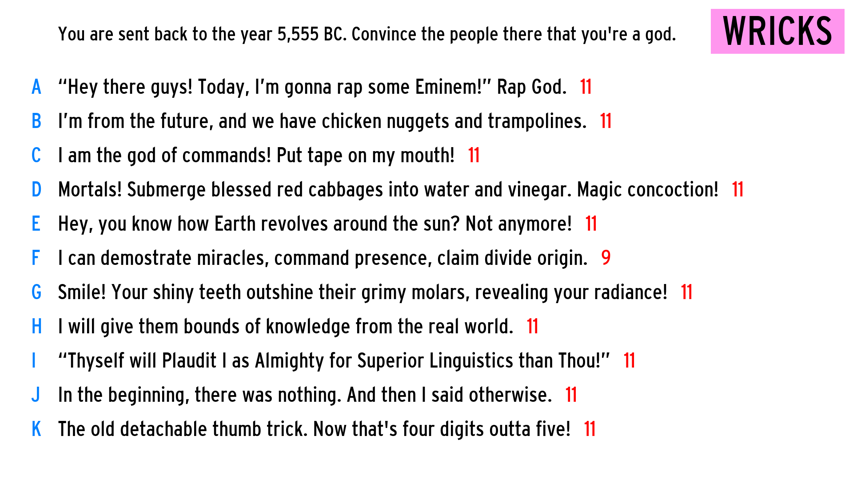 You are sent back to the year 5,555 BC. Convince the people there that you're a god.
WRICKS
A “Hey there guys! Today, I’m gonna rap some Eminem!” Rap God. 11
B I’m from the future, and we have chicken nuggets and trampolines. 11
C I am the god of commands! Put tape on my mouth! 11
D Mortals! Submerge blessed red cabbages into water and vinegar. Magic concoction! 11
E Hey, you know how Earth revolves around the sun? Not anymore! 11
F I can demostrate miracles, command presence, claim divide origin. 9
G Smile! Your shiny teeth outshine their grimy molars, revealing your radiance! 11
H I will give them bounds of knowledge from the real world. 11
I “Thyself will Plaudit I as Almighty for Superior Linguistics than Thou!” 11
J In the beginning, there was nothing. And then I said otherwise. 11
K The old detachable thumb trick. Now that's four digits outta five! 11